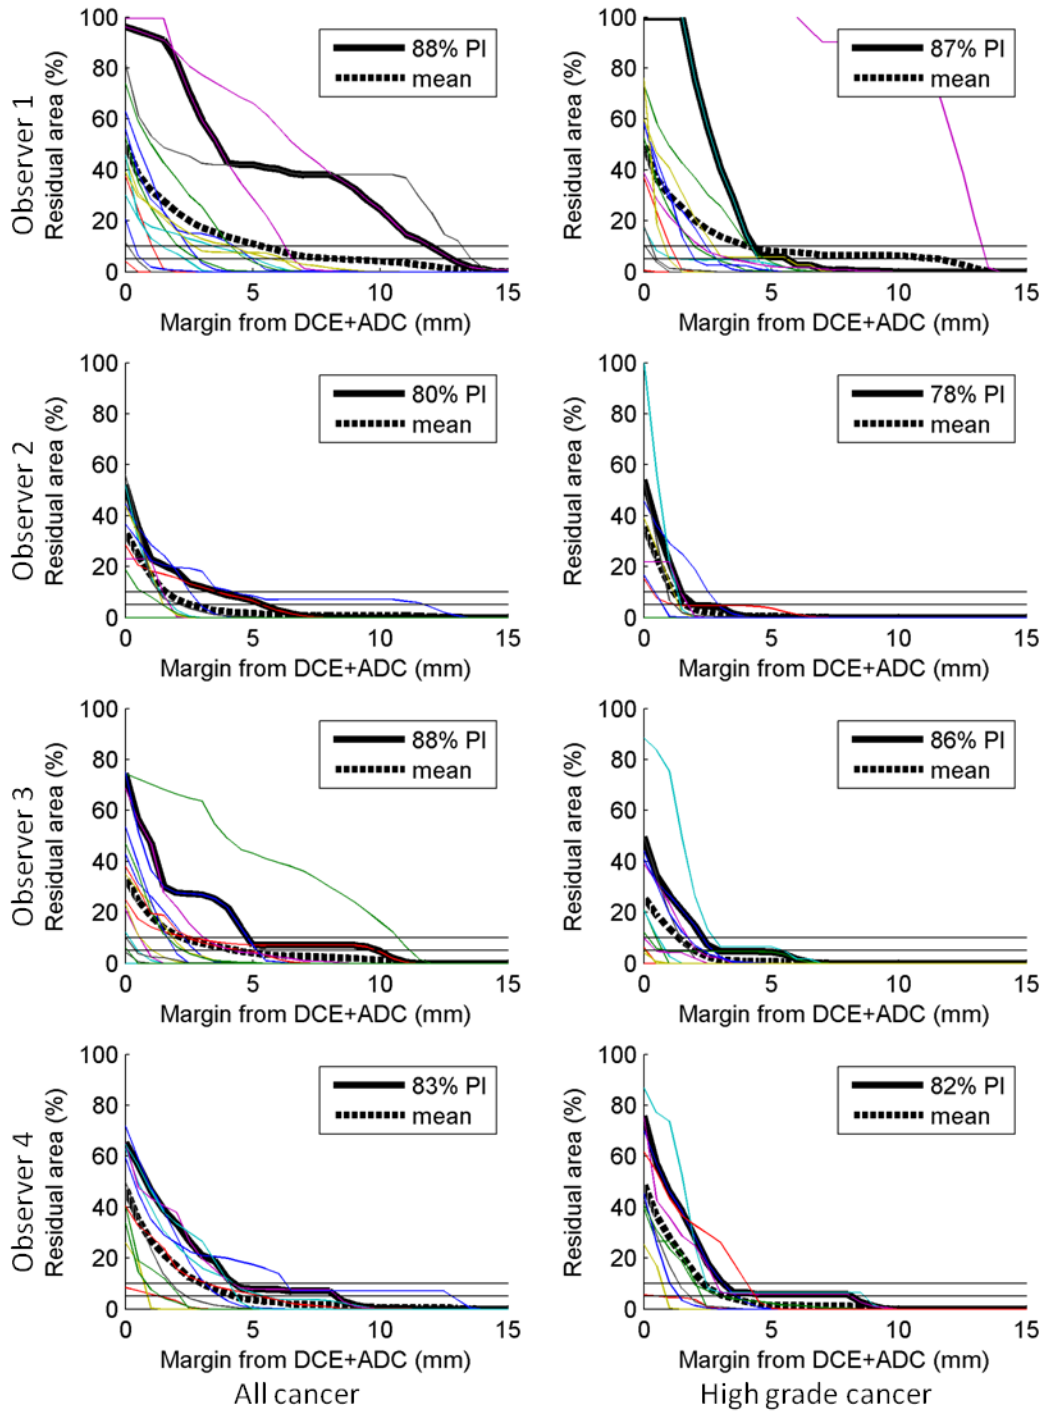 Observer 1
Residual area (%)
100
80
60
40
20
0
88% PI
mean
0 5 10 15
Margin from DCE+ADC (mm)
Residual area (%)
100
80
60
40
20
0
87% PI
mean
0 5 10 15
Margin from DCE+ADC (mm)
Observer 2
Residual area (%)
100
80
60
40
20
0
80% PI
mean
0 5 10 15
Margin from DCE+ADC (mm)
Residual area (%)
100
80
60
40
20
0
78% PI
mean
0 5 10 15
Margin from DCE+ADC (mm)
Observer 3
Residual area (%)
100
80
60
40
20
0
88% PI
mean
0 5 10 15
Margin from DCE+ADC (mm)
Residual area (%)
100
80
60
40
20
0
86% PI
mean
0 5 10 15
Margin from DCE+ADC (mm)
Observer 4
Residual area (%)
100
80
60
40
20
0
83% PI
mean
0 5 10 15
Margin from DCE+ADC (mm)
Residual area (%)
100
80
60
40
20
0
82% PI
mean
0 5 10 15
Margin from DCE+ADC (mm)
All cancer
High grade cancer